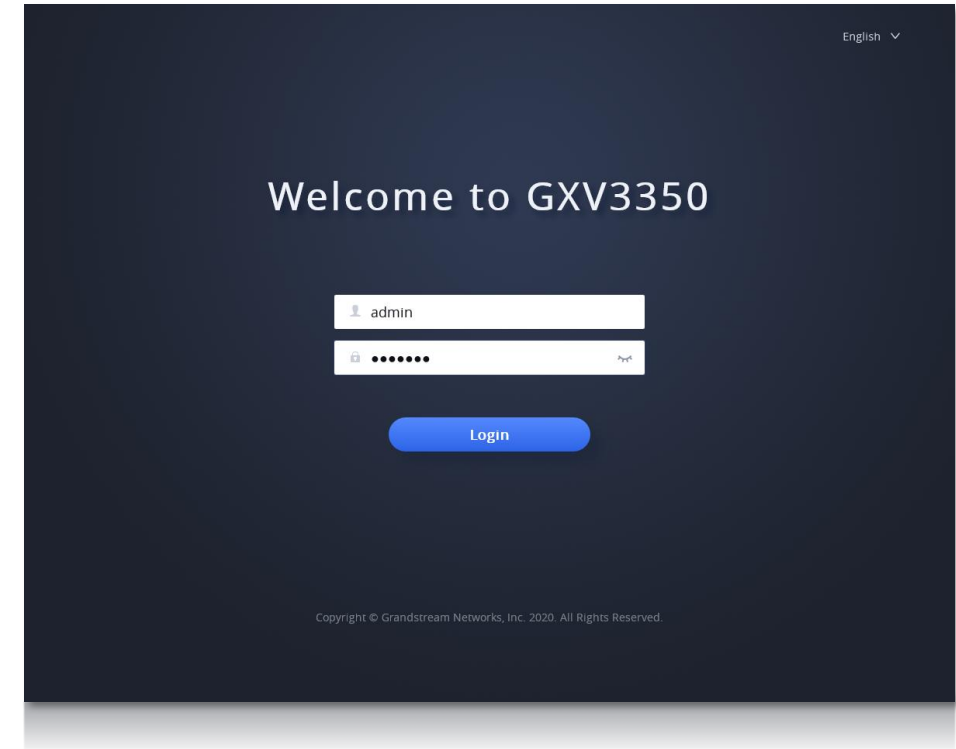 English
Welcome to GXV3350
admin
•••••••
Login
Copyright © Grandstream Networks, Inc. 2020. All Rights Reserved.